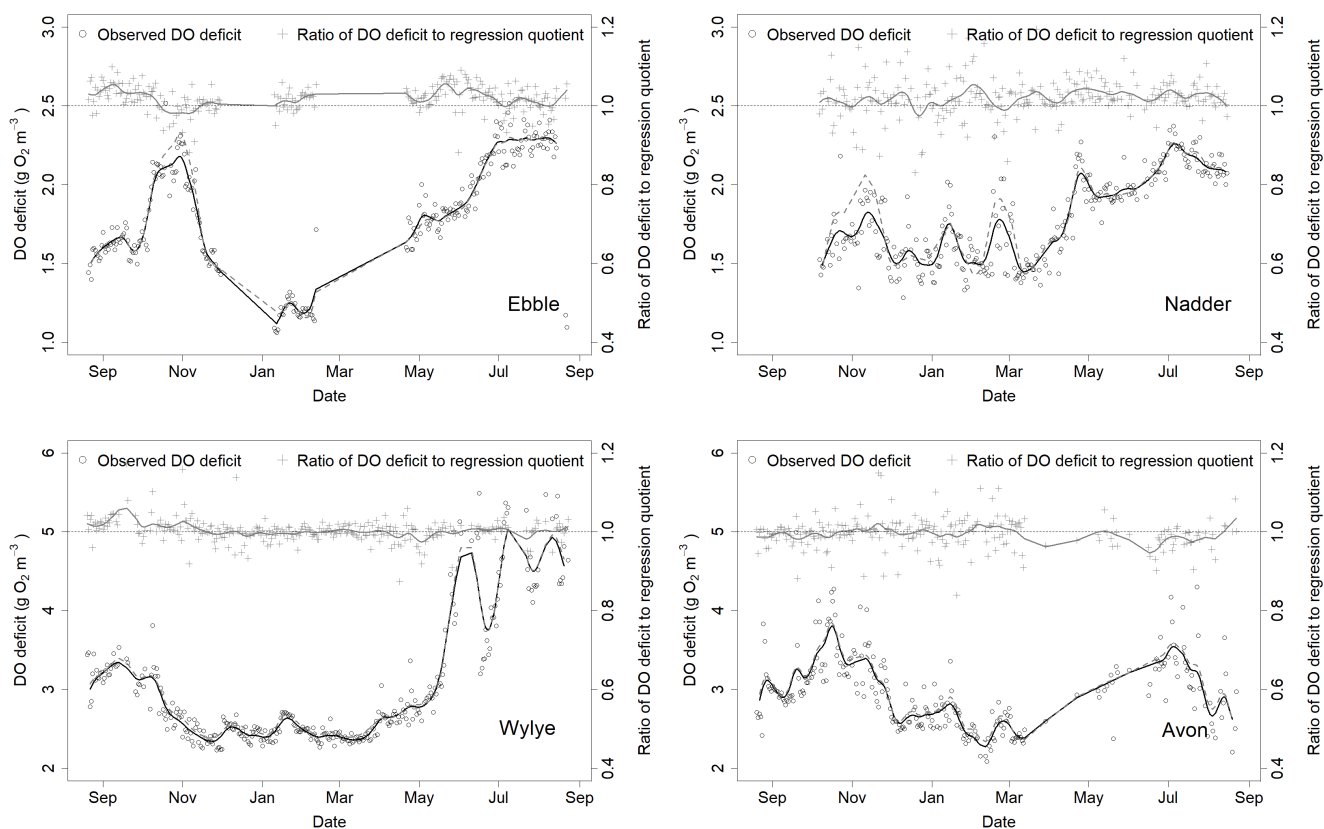 Observed DO deficit
Ratio of DO deficit to regression quotient
3.0
2.5
2.0
1.5
1.0
DO deficit (g O₂ m⁻³)
1.2
1.0
0.8
0.6
0.4
Ratio of DO deficit to regression quotient
Ebble
Sep Nov Jan Mar May Jul Sep
Date
Observed DO deficit
Ratio of DO deficit to regression quotient
3.0
2.5
2.0
1.5
1.0
DO deficit (g O₂ m⁻³)
1.2
1.0
0.8
0.6
0.4
Ratio of DO deficit to regression quotient
Nadder
Sep Nov Jan Mar May Jul Sep
Date
Observed DO deficit
Ratio of DO deficit to regression quotient
6
5
4
3
2
DO deficit (g O₂ m⁻³ )
1.2
1.0
0.8
0.6
0.4
Ratio of DO deficit to regression quotient
Wylye
Sep Nov Jan Mar May Jul Sep
Date
Observed DO deficit
Ratio of DO deficit to regression quotient
6
5
4
3
2
DO deficit (g O₂ m⁻³ )
1.2
1.0
0.8
0.6
0.4
Ratio of DO deficit to regression quotient
Avon
Sep Nov Jan Mar May Jul Sep
Date